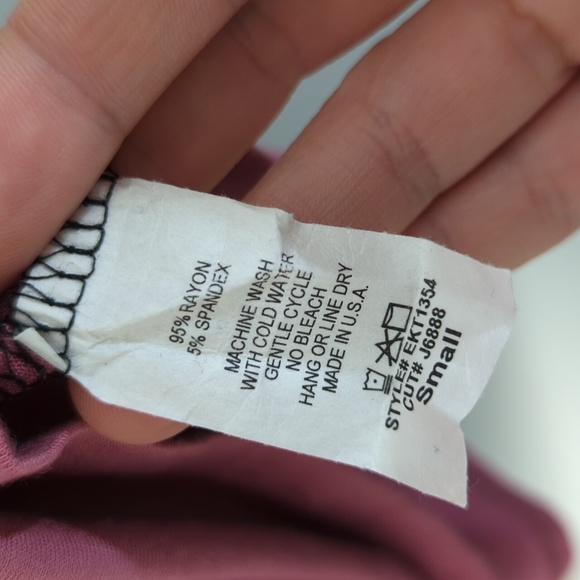 95% RAYON
5% SPANDEX
MACHINE WASH
WITH COLD WATER
GENTLE CYCLE
NO BLEACH
HANG OR LINE DRY
MADE IN U.S.A.
STYLE# EKT1354
CUT# J6888
Small